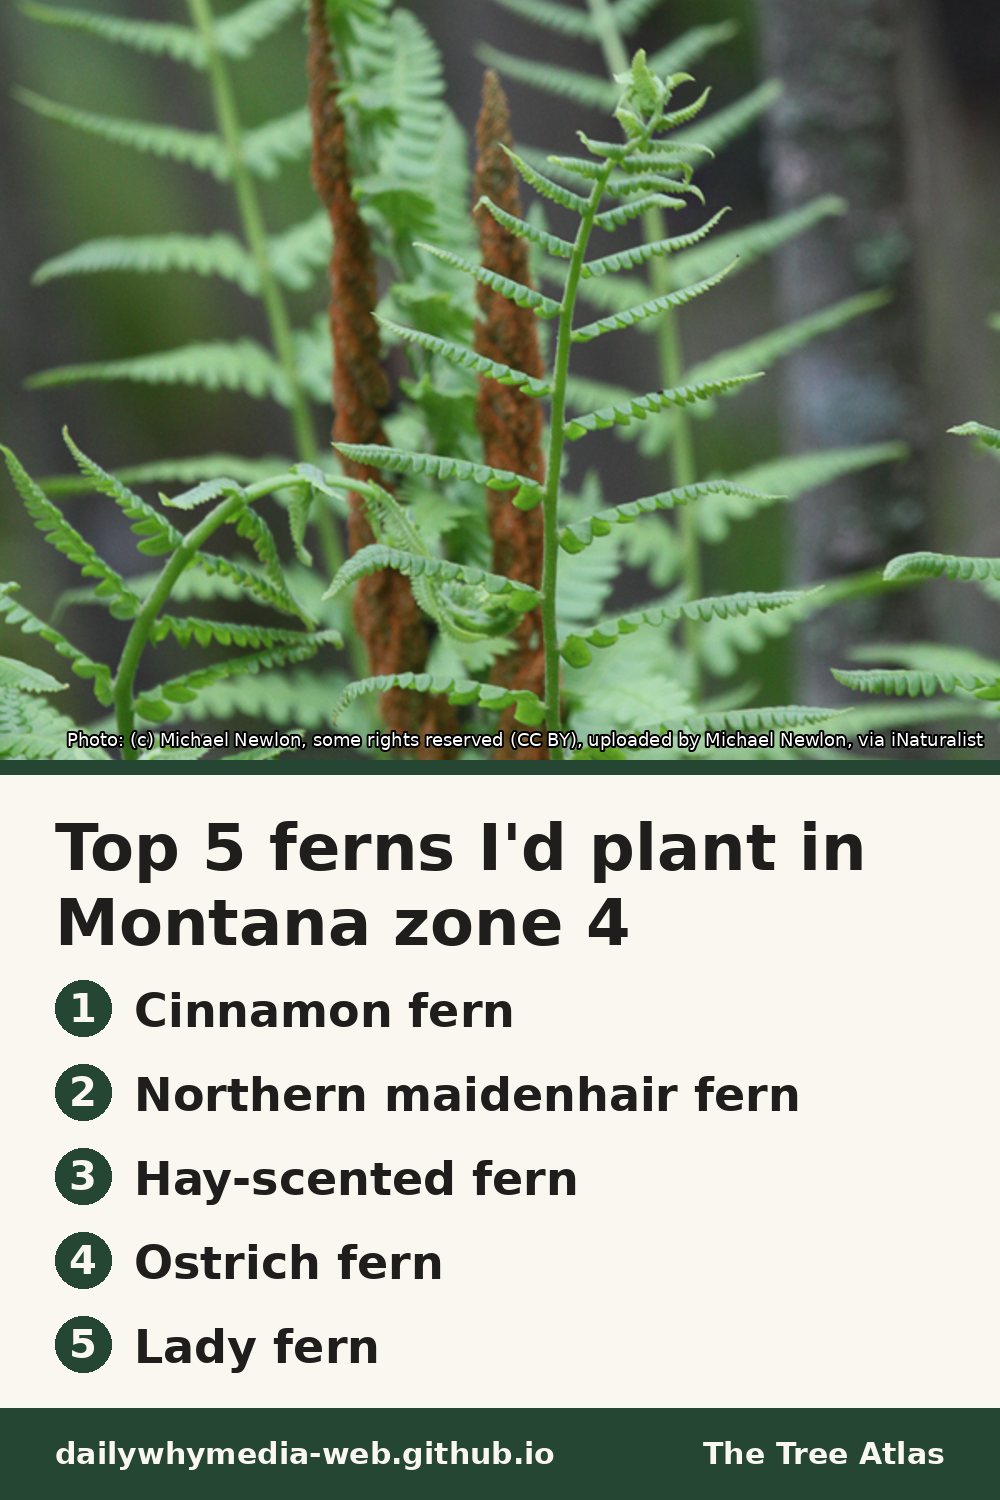 Photo: (c) Michael Newlon, some rights reserved (CC BY), uploaded by Michael Newlon, via iNaturalist
Top 5 ferns I'd plant in
Montana zone 4
1 Cinnamon fern
2 Northern maidenhair fern
3 Hay-scented fern
4 Ostrich fern
5 Lady fern
dailywhymedia-web.github.io The Tree Atlas